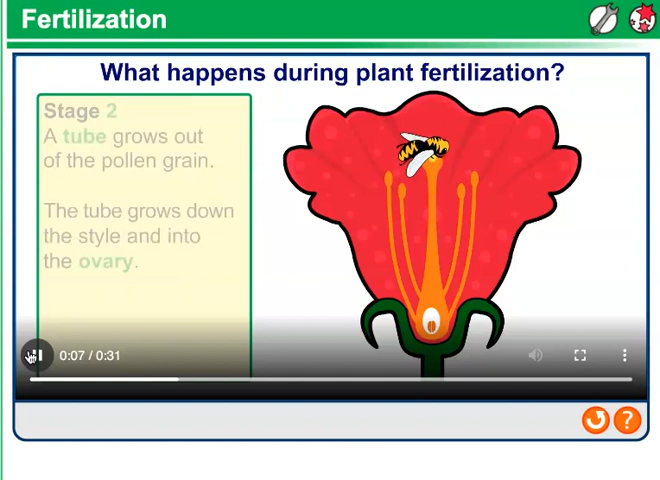 Fertilization
What happens during plant fertilization?
Stage 2
A tube grows out
of the pollen grain.
The tube grows down
the style and into
the ovary.
0:07 / 0:31
?